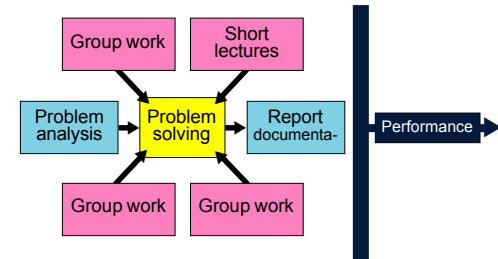 Group work
Short
lectures
Problem
analysis
Problem
solving
Report
documenta-
Performance
Group work
Group work